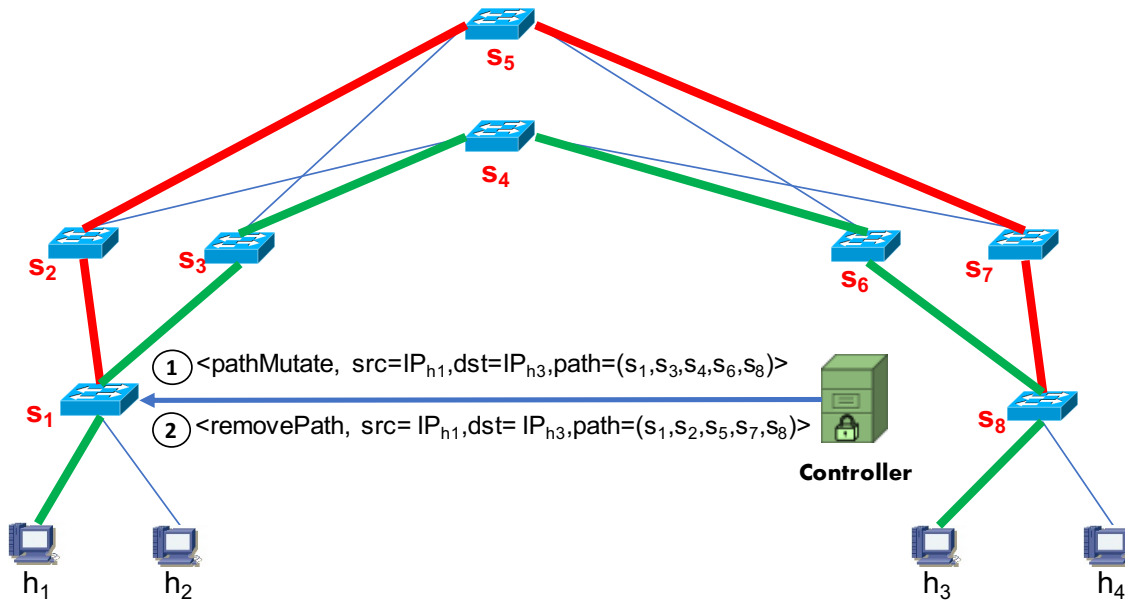 s5
s4
s2
s3
s6
s7
1 <pathMutate, src=IPh1,dst=IPh3,path=(s1,s3,s4,s6,s8)>
s1
2 <removePath, src= IPh1,dst= IPh3,path=(s1,s2,s5,s7,s8)>
s8
Controller
h1
h2
h3
h4